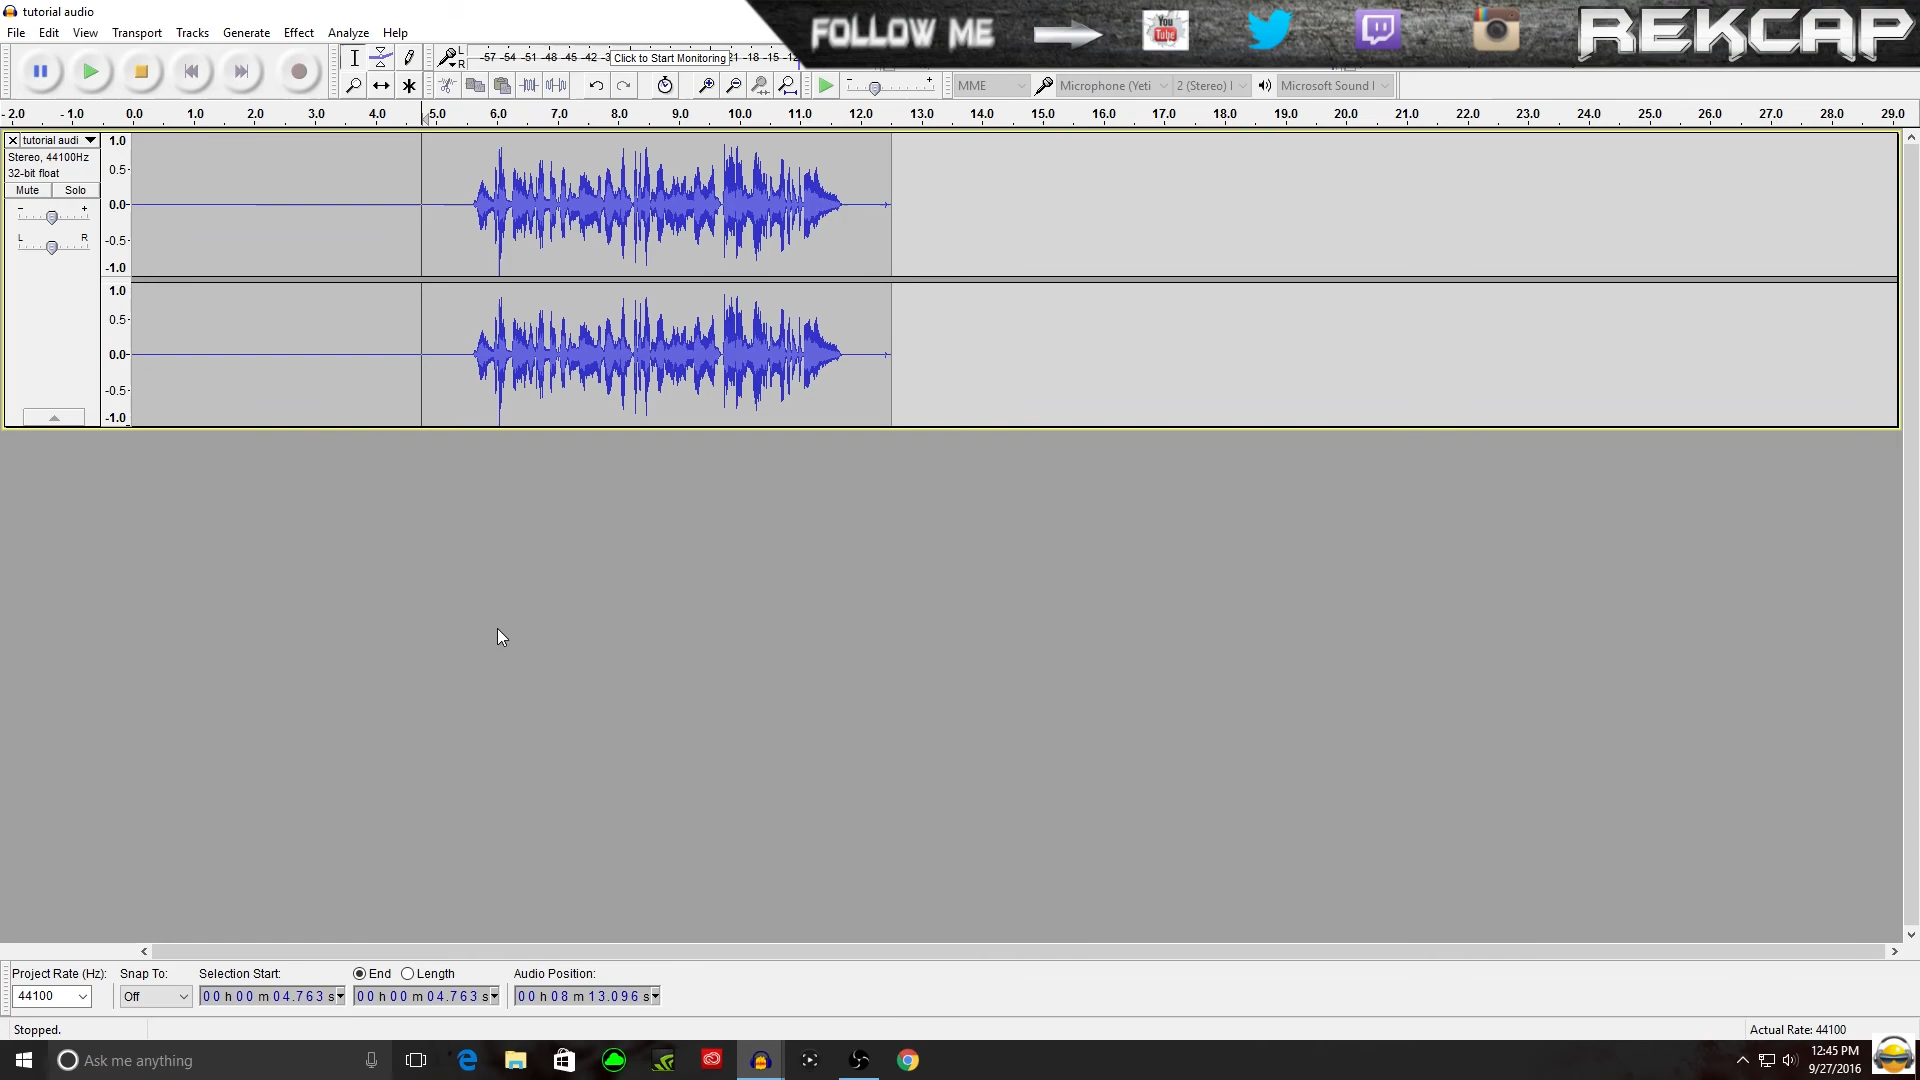 tutorial audio
FOLLOW ME
You
Tube
REKCAP
File Edit View Transport Tracks Generate Effect Analyze Help
L
R
-57 -54 -51 -48 -45 -42 -3 Click to Start Monitoring 21 -18 -15 -12
MME Microphone (Yeti 2 (Stereo) Microsoft Sound
- 2.0 - 1.0 0.0 1.0 2.0 3.0 4.0 5.0 6.0 7.0 8.0 9.0 10.0 11.0 12.0 13.0 14.0 15.0 16.0 17.0 18.0 19.0 20.0 21.0 22.0 23.0 24.0 25.0 26.0 27.0 28.0 29.0
tutorial audi
Stereo, 44100Hz
32-bit float
Mute Solo
- +
L R
1.0
0.5-
0.0-
-0.5-
-1.0
1.0
0.5-
0.0-
-0.5-
-1.0
Project Rate (Hz): Snap To: Selection Start: End Length Audio Position:
44100 Off 00 h 00 m 04.763 s 00 h 00 m 04.763 s 00 h 08 m 13.096 s
Stopped. Actual Rate: 44100
Ask me anything
12:45 PM
9/27/2016